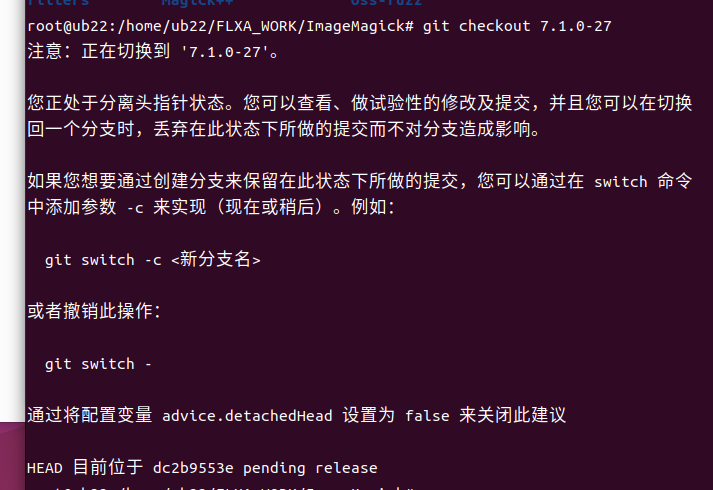 filters Magick++ oss-fuzz
root@ub22:/home/ub22/FLXA_WORK/ImageMagick# git checkout 7.1.0-27
注意：正在切换到 '7.1.0-27'。
您正处于分离头指针状态。您可以查看、做试验性的修改及提交，并且您可以在切换
回一个分支时，丢弃在此状态下所做的提交而不对分支造成影响。
如果您想要通过创建分支来保留在此状态下所做的提交，您可以通过在 switch 命令
中添加参数 -c 来实现（现在或稍后）。例如：
git switch -c <新分支名>
或者撤销此操作：
git switch -
通过将配置变量 advice.detachedHead 设置为 false 来关闭此建议
HEAD 目前位于 dc2b9553e pending release